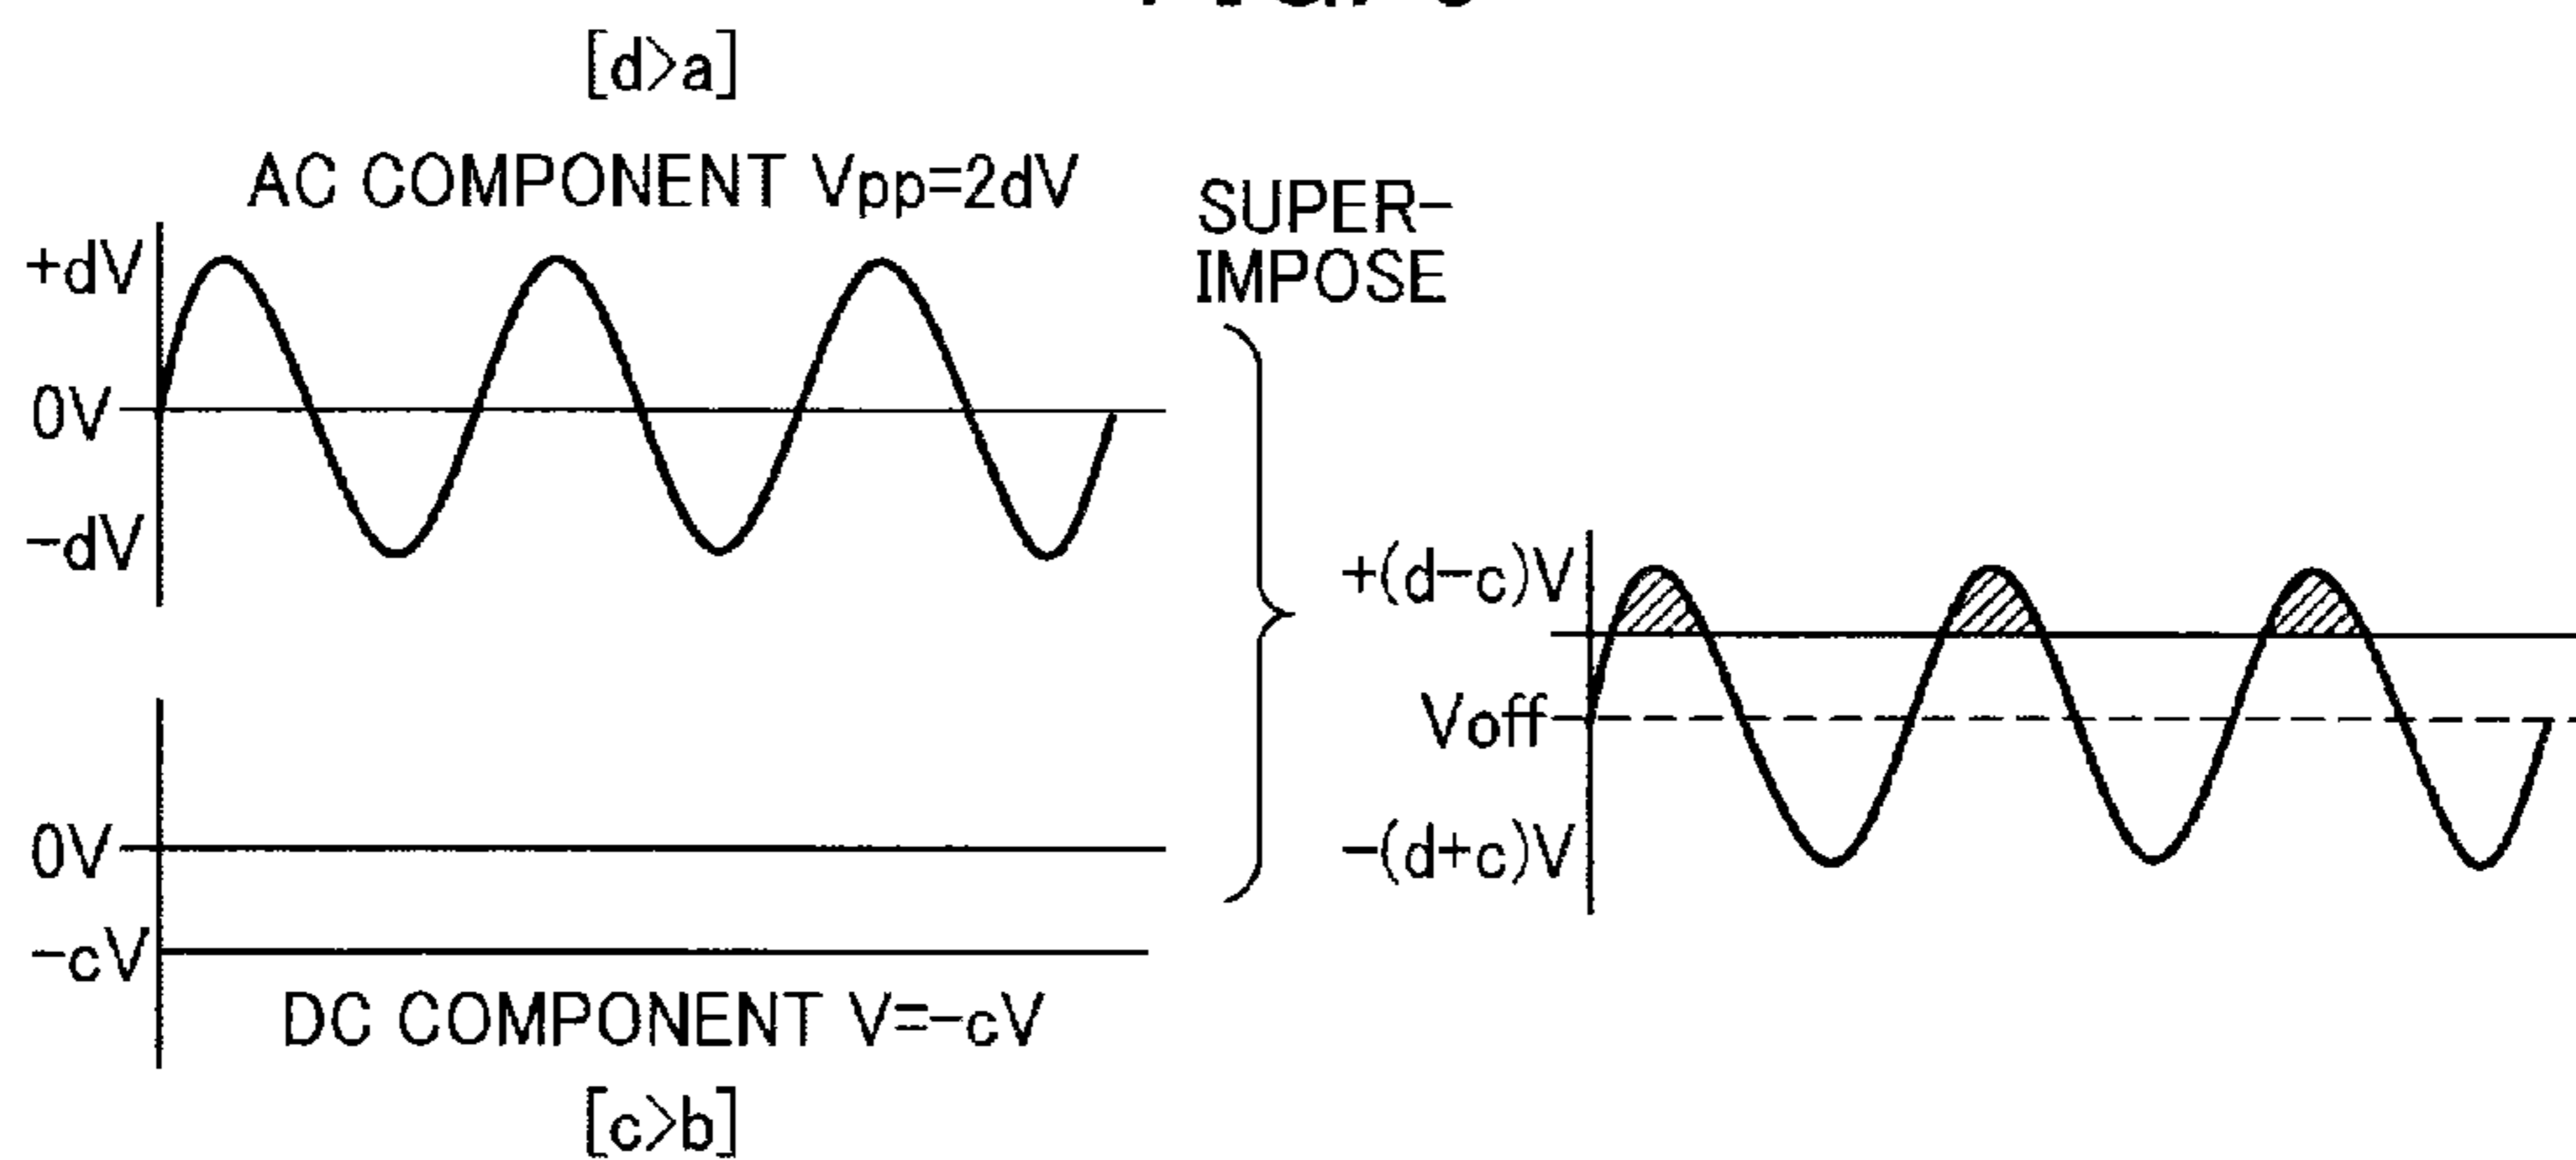 [d>a]
AC COMPONENT Vpp=2dV
+dV
0V
-dV
SUPER-
IMPOSE
0V
-cV
DC COMPONENT V=-cV
[c>b]
+(d-c)V
Voff
-(d+c)V